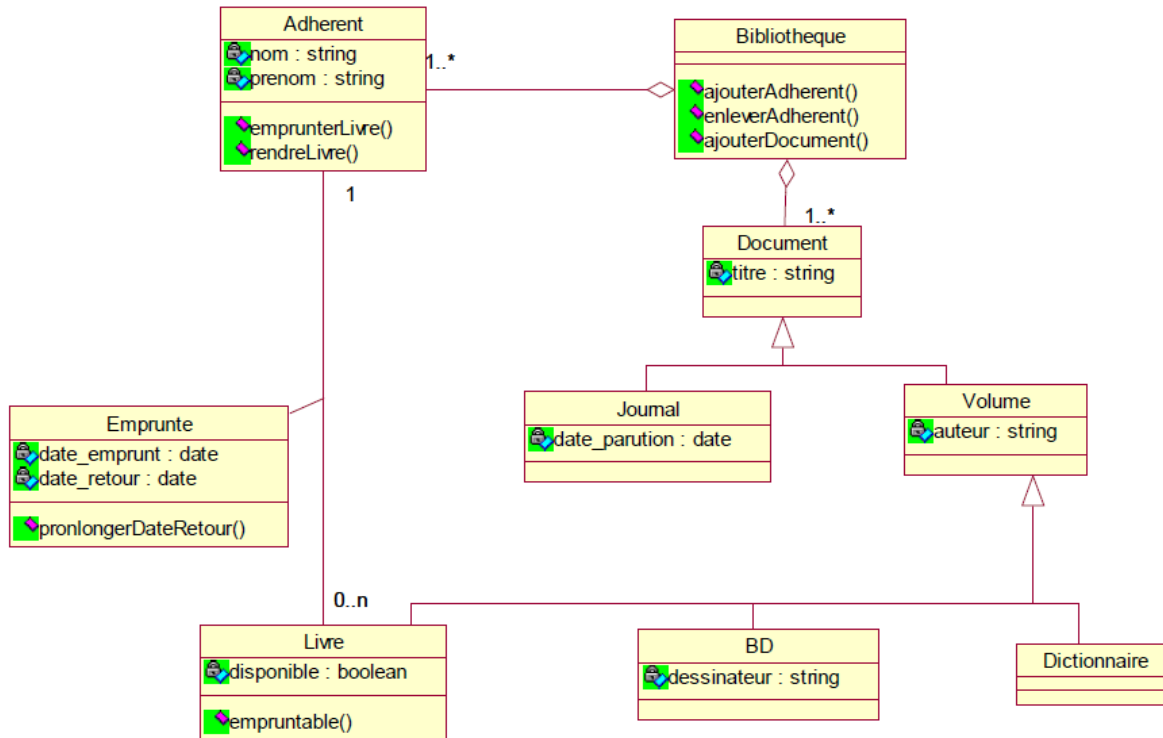 Adherent
nom : string
prenom : string
emprunterLivre()
rendreLivre()
1..*
Bibliotheque
ajouterAdherent()
enleverAdherent()
ajouterDocument()
1
1..*
Document
titre : string
Journal
date_parution : date
Volume
auteur : string
Emprunte
date_emprunt : date
date_retour : date
pronlongerDateRetour()
0..n
Livre
disponible : boolean
empruntable()
BD
dessinateur : string
Dictionnaire